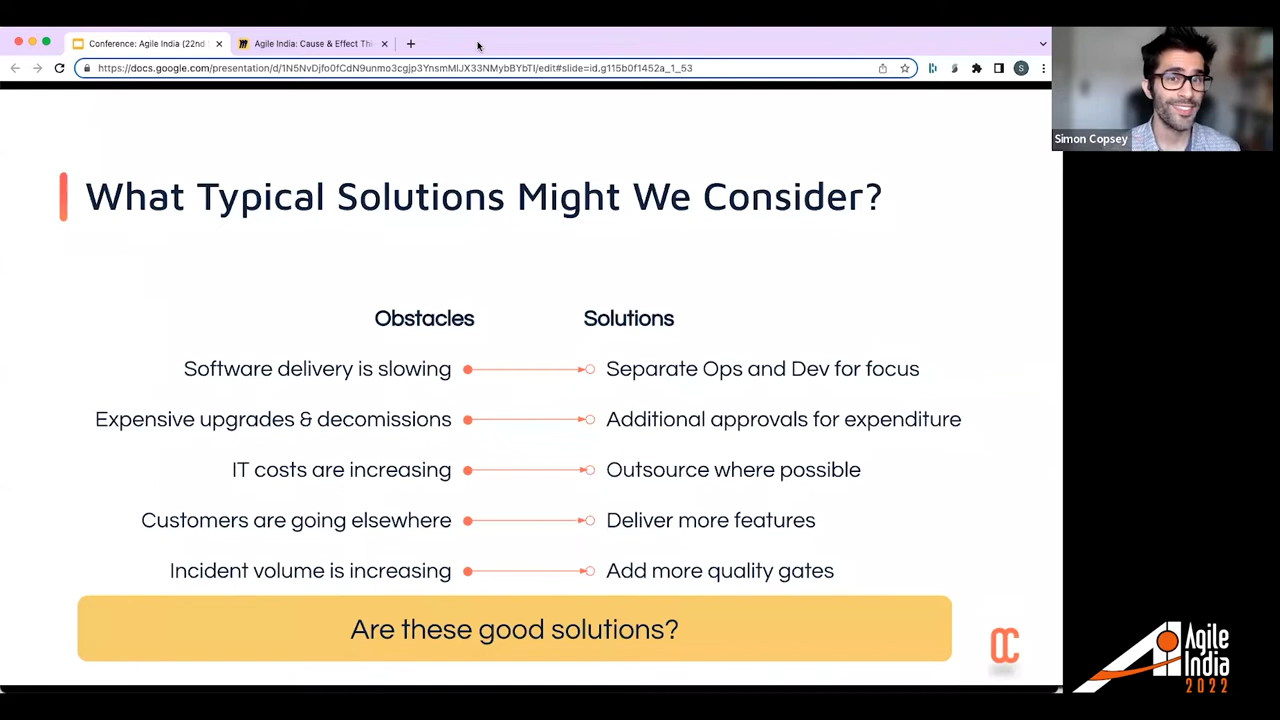 Conference: Agile India (22nd
Agile India: Cause & Effect Thi
https://docs.google.com/presentation/d/1N5NvDjfo0fCdN9unmo3cgjp3YnsmMlJX33NMybBYbTI/edit#slide=id.g115b0f1452a_1_53
S
Simon Copsey
What Typical Solutions Might We Consider?
Obstacles Solutions
Software delivery is slowing Separate Ops and Dev for focus
Expensive upgrades & decomissions Additional approvals for expenditure
IT costs are increasing Outsource where possible
Customers are going elsewhere Deliver more features
Incident volume is increasing Add more quality gates
Are these good solutions?
OC
Agile
India
2022